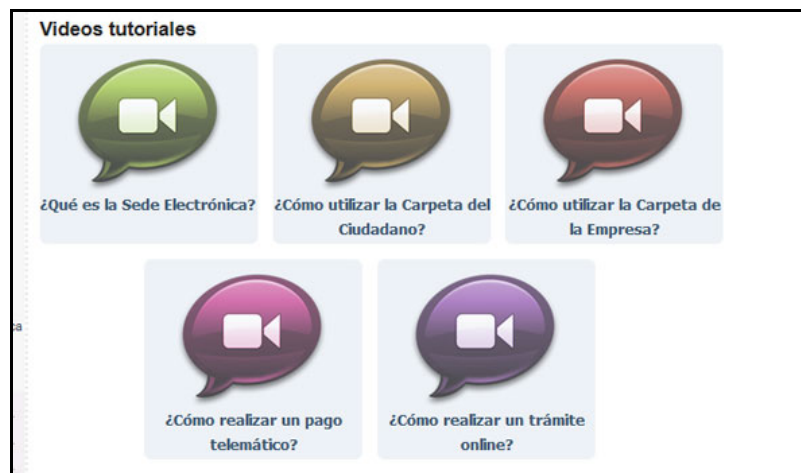 Videos tutoriales
¿Qué es la Sede Electrónica?
¿Cómo utilizar la Carpeta del
Ciudadano?
¿Cómo utilizar la Carpeta de
la Empresa?
ca
¿Cómo realizar un pago
telemático?
¿Cómo realizar un trámite
online?